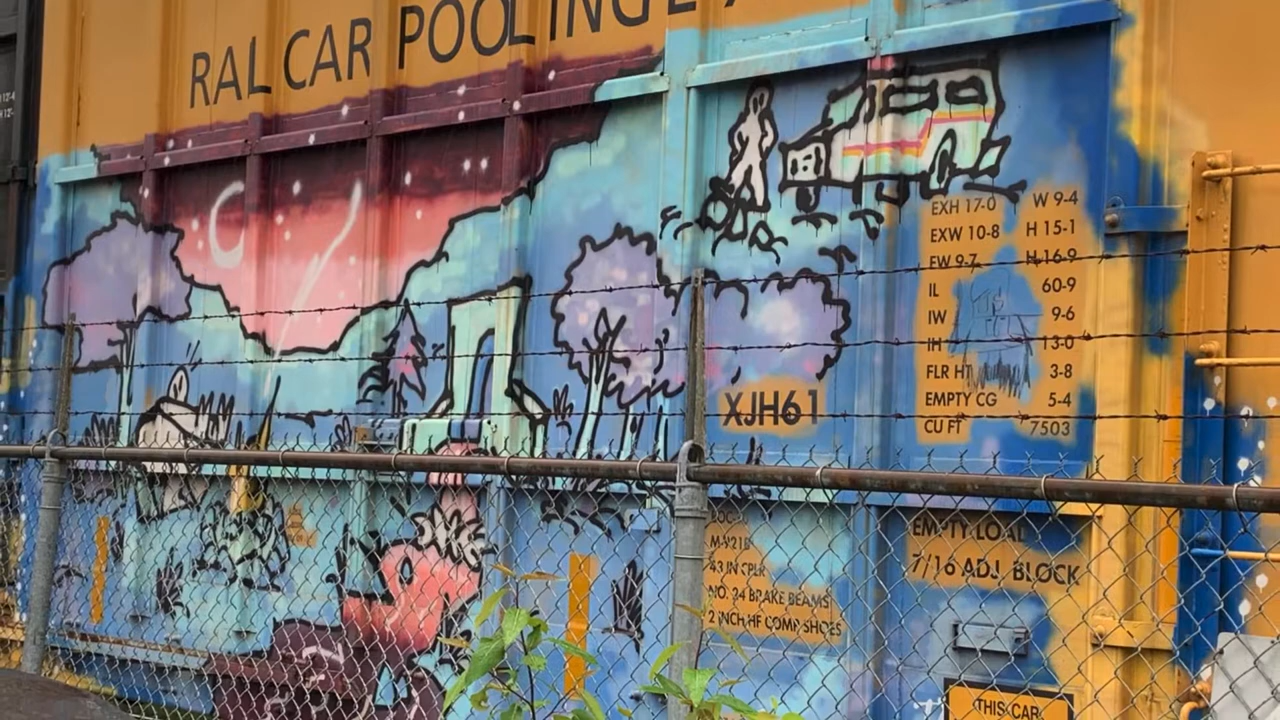 RAL CAR POOLING
EXH 17-0 W 9-4
EXW 10-8 H 15-1
EW 9-7 H 16-9
IL 60-9
IW 9-6
IH 13-0
FLR HT 3-8
EMPTY CG 5-4
CU FT 7503
XJH61
M-921B
43 IN CPLR
NO. 24 BRAKE BEAMS
2 INCH HF COMP SHOES
EMPTY LOAD
7/16 ADJ. BLOCK
THIS CAR